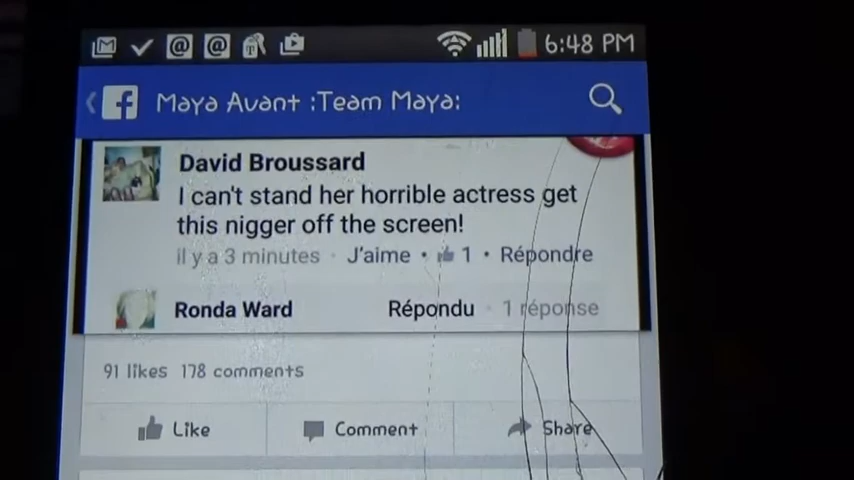 6:48 PM
Maya Avant :Team Maya:
David Broussard
I can't stand her horrible actress get
this nigger off the screen!
il y a 3 minutes · J'aime · 1 · Répondre
Ronda Ward Répondu · 1 réponse
91 likes 178 comments
Like Comment Share